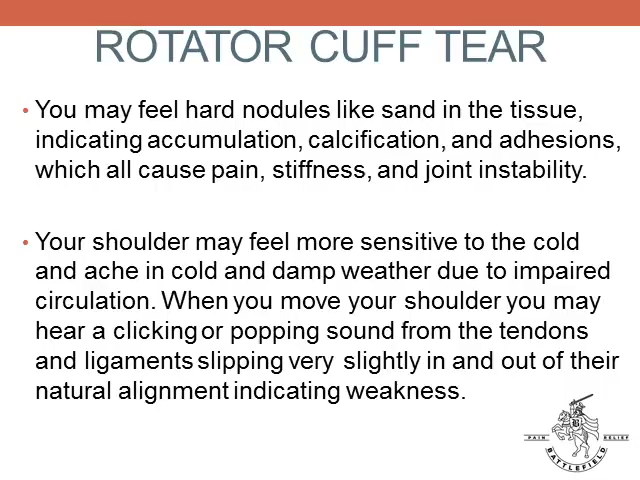 ROTATOR CUFF TEAR
• You may feel hard nodules like sand in the tissue,
indicating accumulation, calcification, and adhesions,
which all cause pain, stiffness, and joint instability.
• Your shoulder may feel more sensitive to the cold
and ache in cold and damp weather due to impaired
circulation. When you move your shoulder you may
hear a clicking or popping sound from the tendons
and ligaments slipping very slightly in and out of their
natural alignment indicating weakness.
B
PAIN RELIEF
BATTLEFIELD